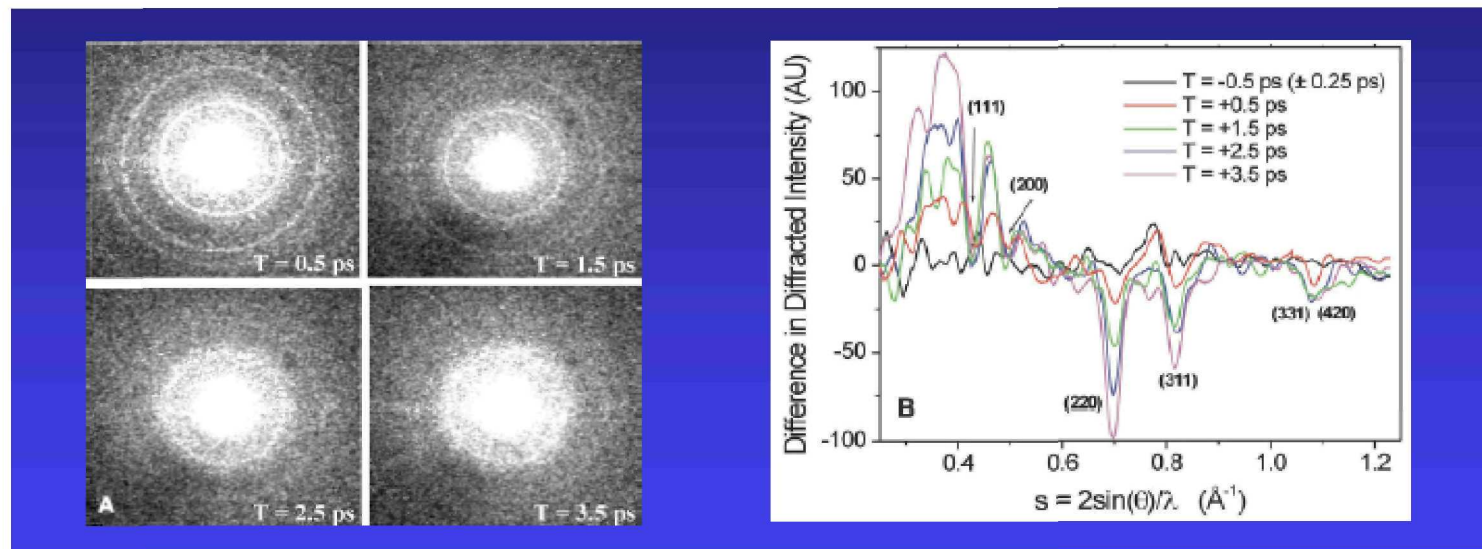 T = 0.5 ps
T = 1.5 ps
A
T = 2.5 ps
T = 3.5 ps
Difference in Diffracted Intensity (AU)
100
50
0
-50
-100
(111)
(200)
T = -0.5 ps (± 0.25 ps)
T = +0.5 ps
T = +1.5 ps
T = +2.5 ps
T = +3.5 ps
(220)
(311)
(331) (420)
B
0.4 0.6 0.8 1.0 1.2
s = 2sin(θ)/λ (Å⁻¹)